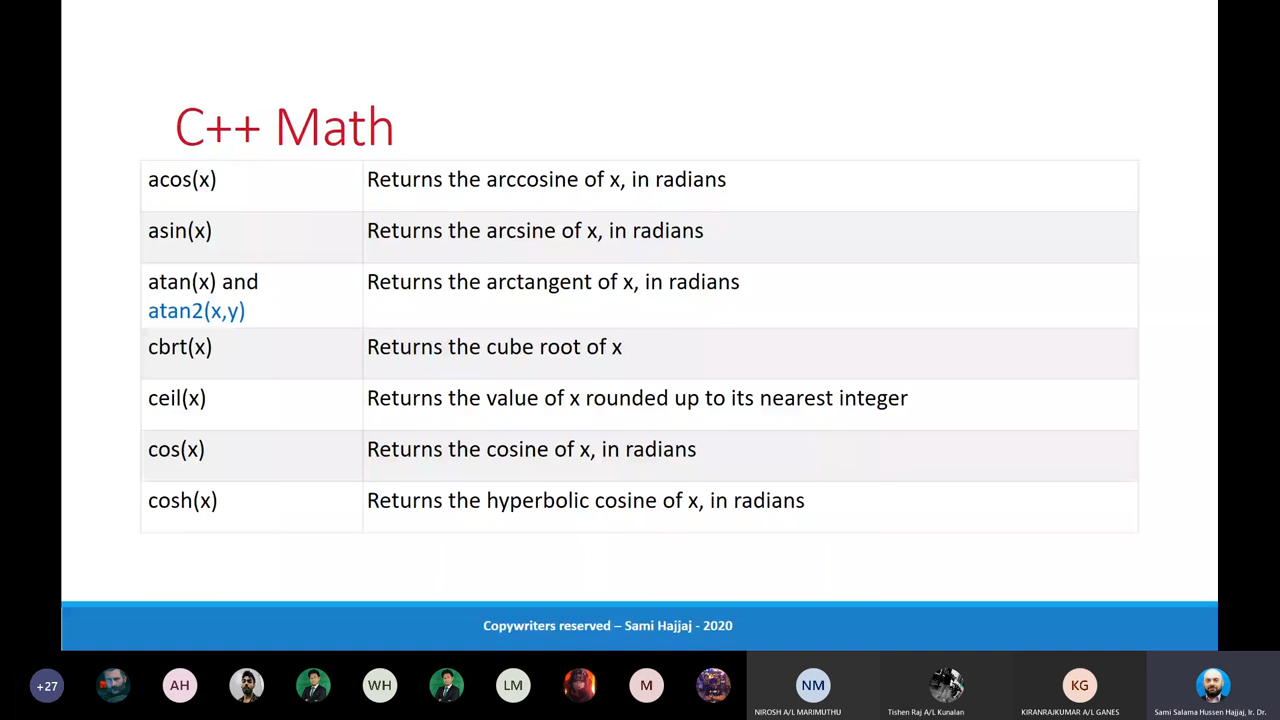 C++ Math
acos(x) Returns the arccosine of x, in radians
asin(x) Returns the arcsine of x, in radians
atan(x) and Returns the arctangent of x, in radians
atan2(x,y)
cbrt(x) Returns the cube root of x
ceil(x) Returns the value of x rounded up to its nearest integer
cos(x) Returns the cosine of x, in radians
cosh(x) Returns the hyperbolic cosine of x, in radians
Copywriters reserved – Sami Hajjaj - 2020
+27 AH WH LM M NM KG
NIROSH A/L MARIMUTHU Tishen Raj A/L Kunalan KIRANRAJKUMAR A/L GANES Sami Salama Hussen Hajjaj, Ir. Dr.